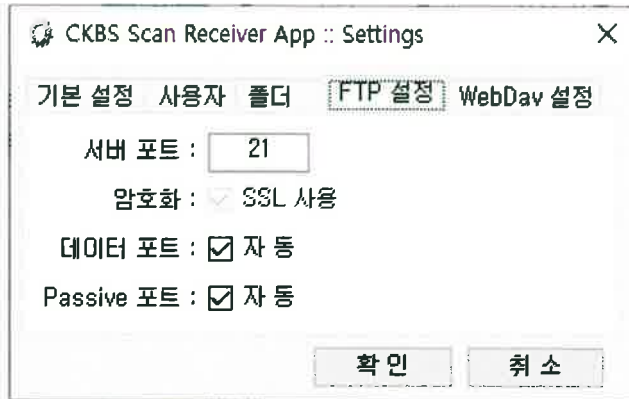 CKBS Scan Receiver App :: Settings
기본 설정 사용자 폴더 FTP 설정 WebDav 설정
서버 포트 : 21
암호화 : SSL 사용
데이터 포트 : 자동
Passive 포트 : 자동
확인 취소